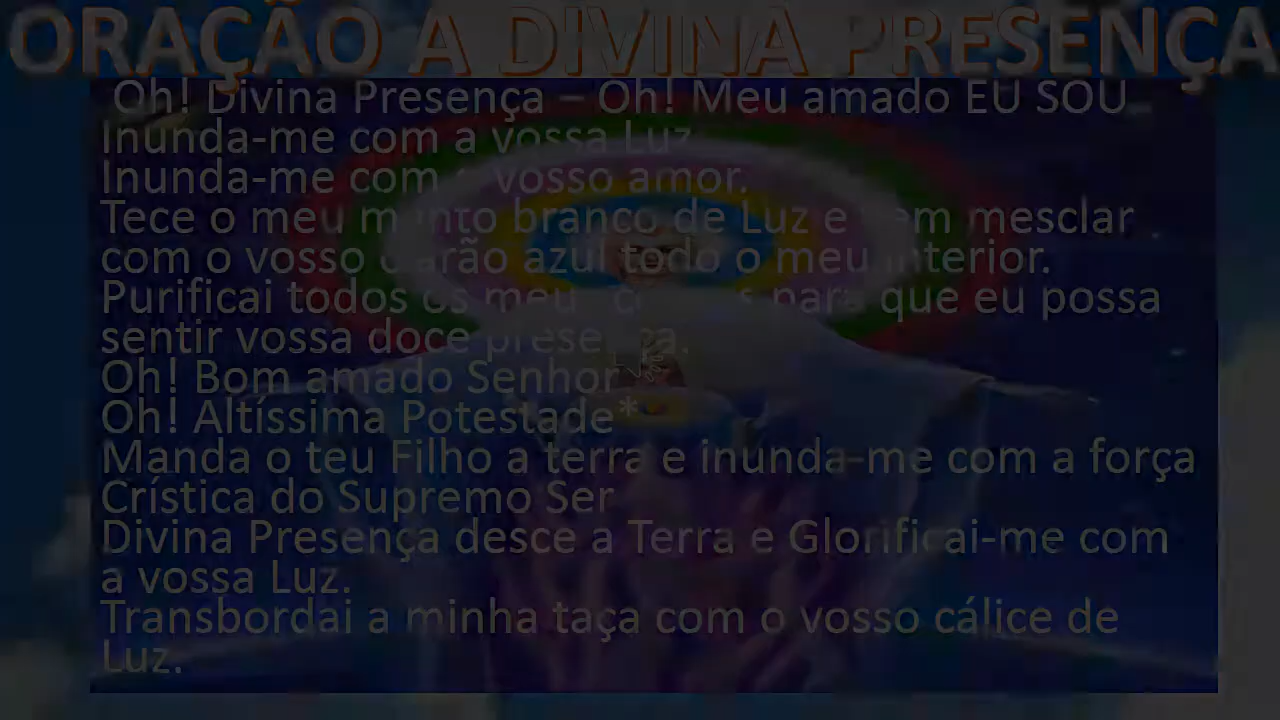 ORAÇÃO A DIVINA PRESENÇA
Oh! Divina Presença – Oh! Meu amado EU SOU
Inunda-me com a vossa Luz.
Inunda-me com o vosso amor.
Tece o meu manto branco de Luz e vem mesclar
com o vosso clarão azul todo o meu interior.
Purificai todos os meus corpos para que eu possa
sentir vossa doce presença.
Oh! Bom amado Senhor
Oh! Altíssima Potestade*
Manda o teu Filho a terra e inunda-me com a força
Crística do Supremo Ser
Divina Presença desce a Terra e Glorificai-me com
a vossa Luz.
Transbordai a minha taça com o vosso cálice de
Luz.